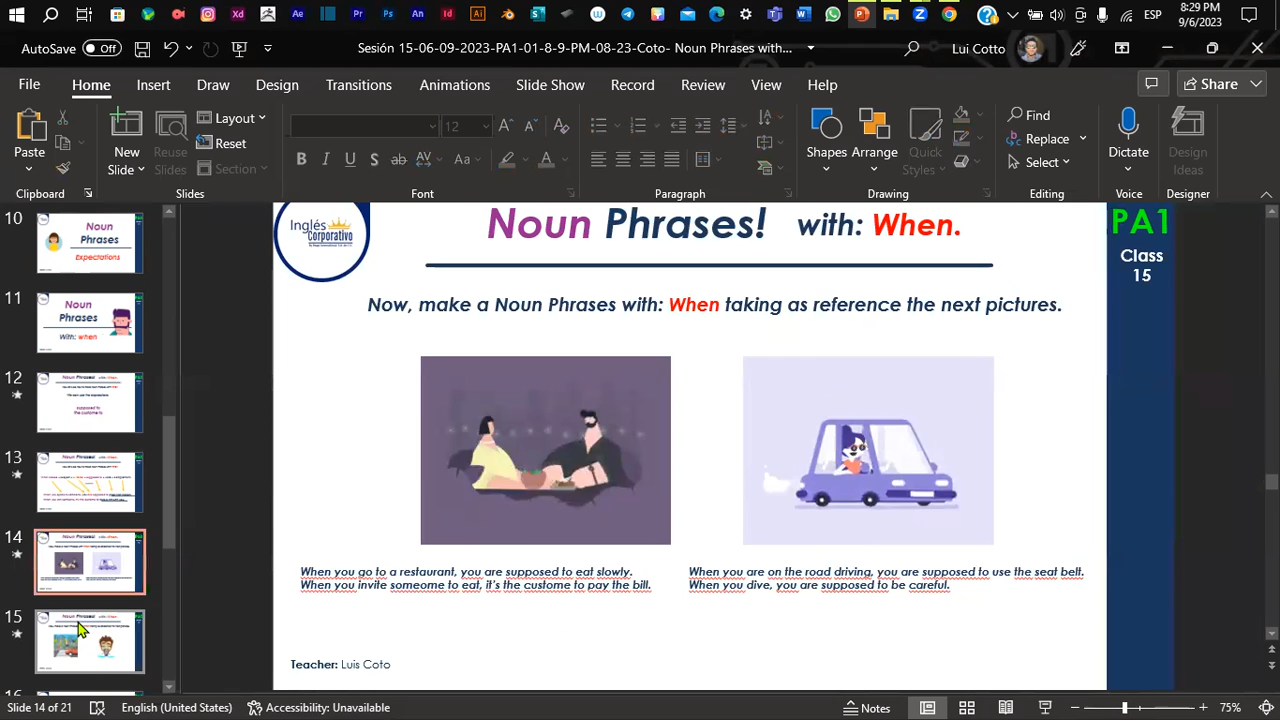 8:29 PM
ESP
9/6/2023
AutoSave Off
Sesión 15-06-09-2023-PA1-01-8-9-PM-08-23-Coto- Noun Phrases with...
Lui Cotto
File Home Insert Draw Design Transitions Animations Slide Show Record Review View Help
Share
Paste
New
Slide
Reuse
Slides
Layout
Reset
Section
12
Shapes
Arrange
Quick
Styles
Find
Replace
Select
Dictate
Design
Ideas
Clipboard Slides Font Paragraph Drawing Editing Voice Designer
10
Noun
Phrases
Expectations
11
Noun
Phrases
With: when
12
13
14
15
Inglés
Corporativo
Noun Phrases! with: When.
PA1
Class
15
Now, make a Noun Phrases with: When taking as reference the next pictures.
When you go to a restaurant, you are supposed to eat slowly.
When you invite someome to eat, it's the custome to pay the bill.
When you are on the road driving, you are supposed to use the seat belt.
When you dive, you are supposed to be careful.
Teacher: Luis Coto
Slide 14 of 21
English (United States)
Accessibility: Unavailable
Notes
75%